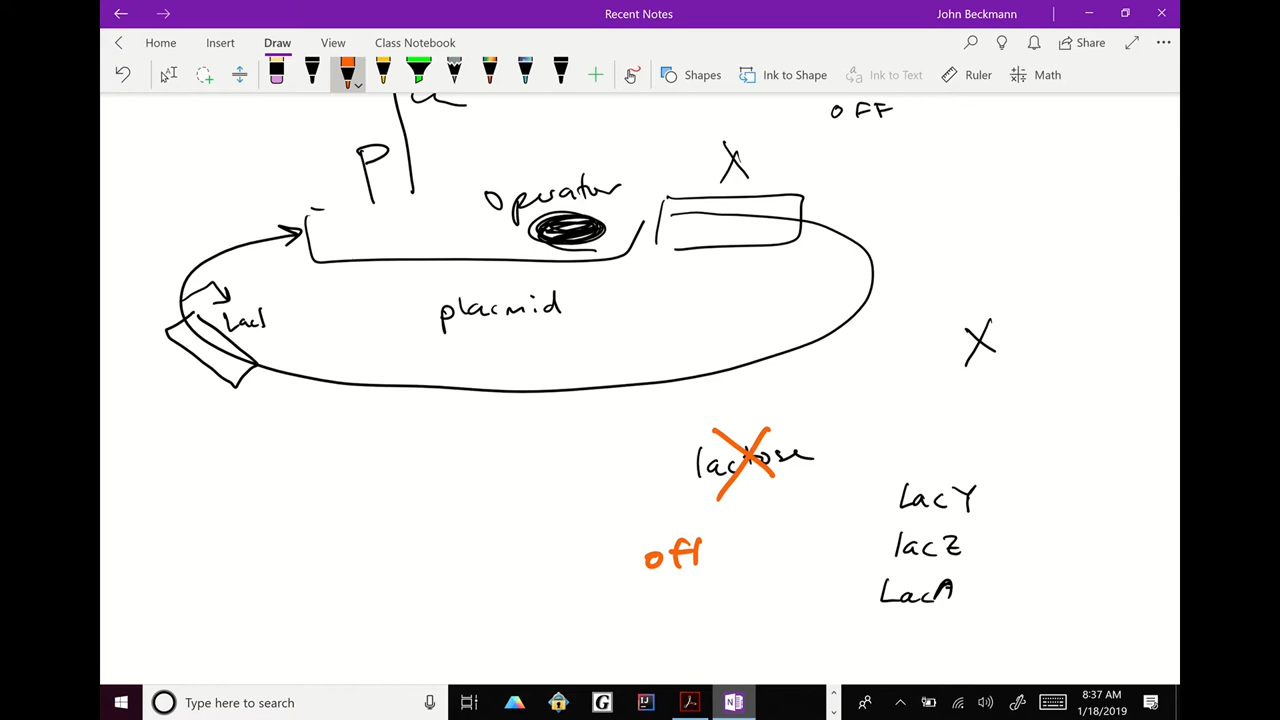 Recent Notes
John Beckmann
Home Insert Draw View Class Notebook Share
Shapes Ink to Shape Ink to Text Ruler Math
OFF
P
X
operator
plasmid
LacI
X
lactose
LacY
lacZ
off
LacA
Type here to search
8:37 AM
1/18/2019